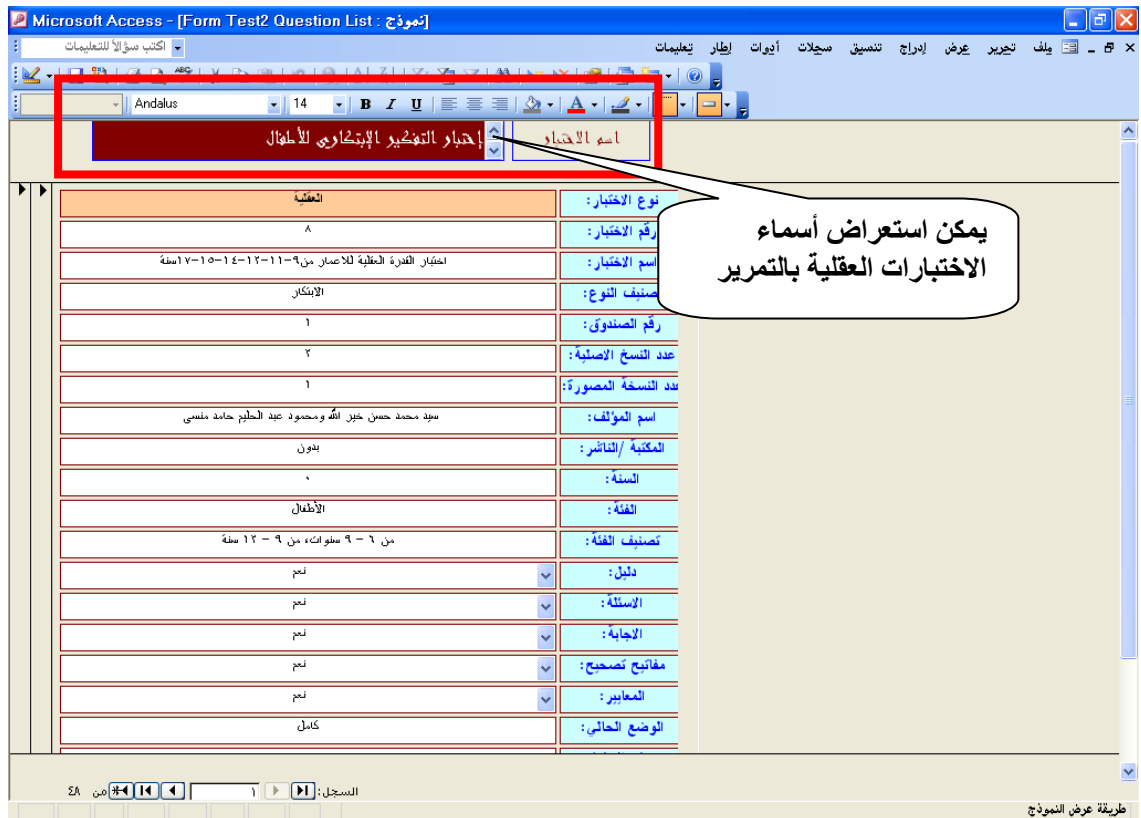 Microsoft Access - [Form Test2 Question List : نموذج]
ملف تحرير عرض إدراج تنسيق سجلات أدوات إطار تعليمات
اكتب سؤالاً للتعليمات
Andalus 14 B I U A
اسم الاختبار
إختبار التفكير الإبتكاري للأطفال
يمكن استعراض أسماء
الاختبارات العقلية بالتمرير
نوع الاختبار: العقلية
رقم الاختبار: ٨
اسم الاختبار: اختبار القدرة العقلية للاعمار من٩-١١-١٢-١٤-١٥-١٧سنة
صنيف النوع: الابتكار
رقم الصندوق: ١
عدد النسخ الاصلية: ٢
عدد النسخة المصورة: ١
اسم المؤلف: سيد محمد حسن خير الله ومحمود عبد الحليم حامد منسى
المكتبة /الناشر: بدون
السنة: ٠
الفئة: الأطفال
تصنيف الفئة: من ٦ - ٩ سنوات، من ٩ - ١٢ سنة
دليل: نعم
الاسئلة: نعم
الاجابة: نعم
مفاتيح تصحيح: نعم
المعايير: نعم
الوضع الحالي: كامل
السجل: ١ من ٤٨
طريقة عرض النموذج